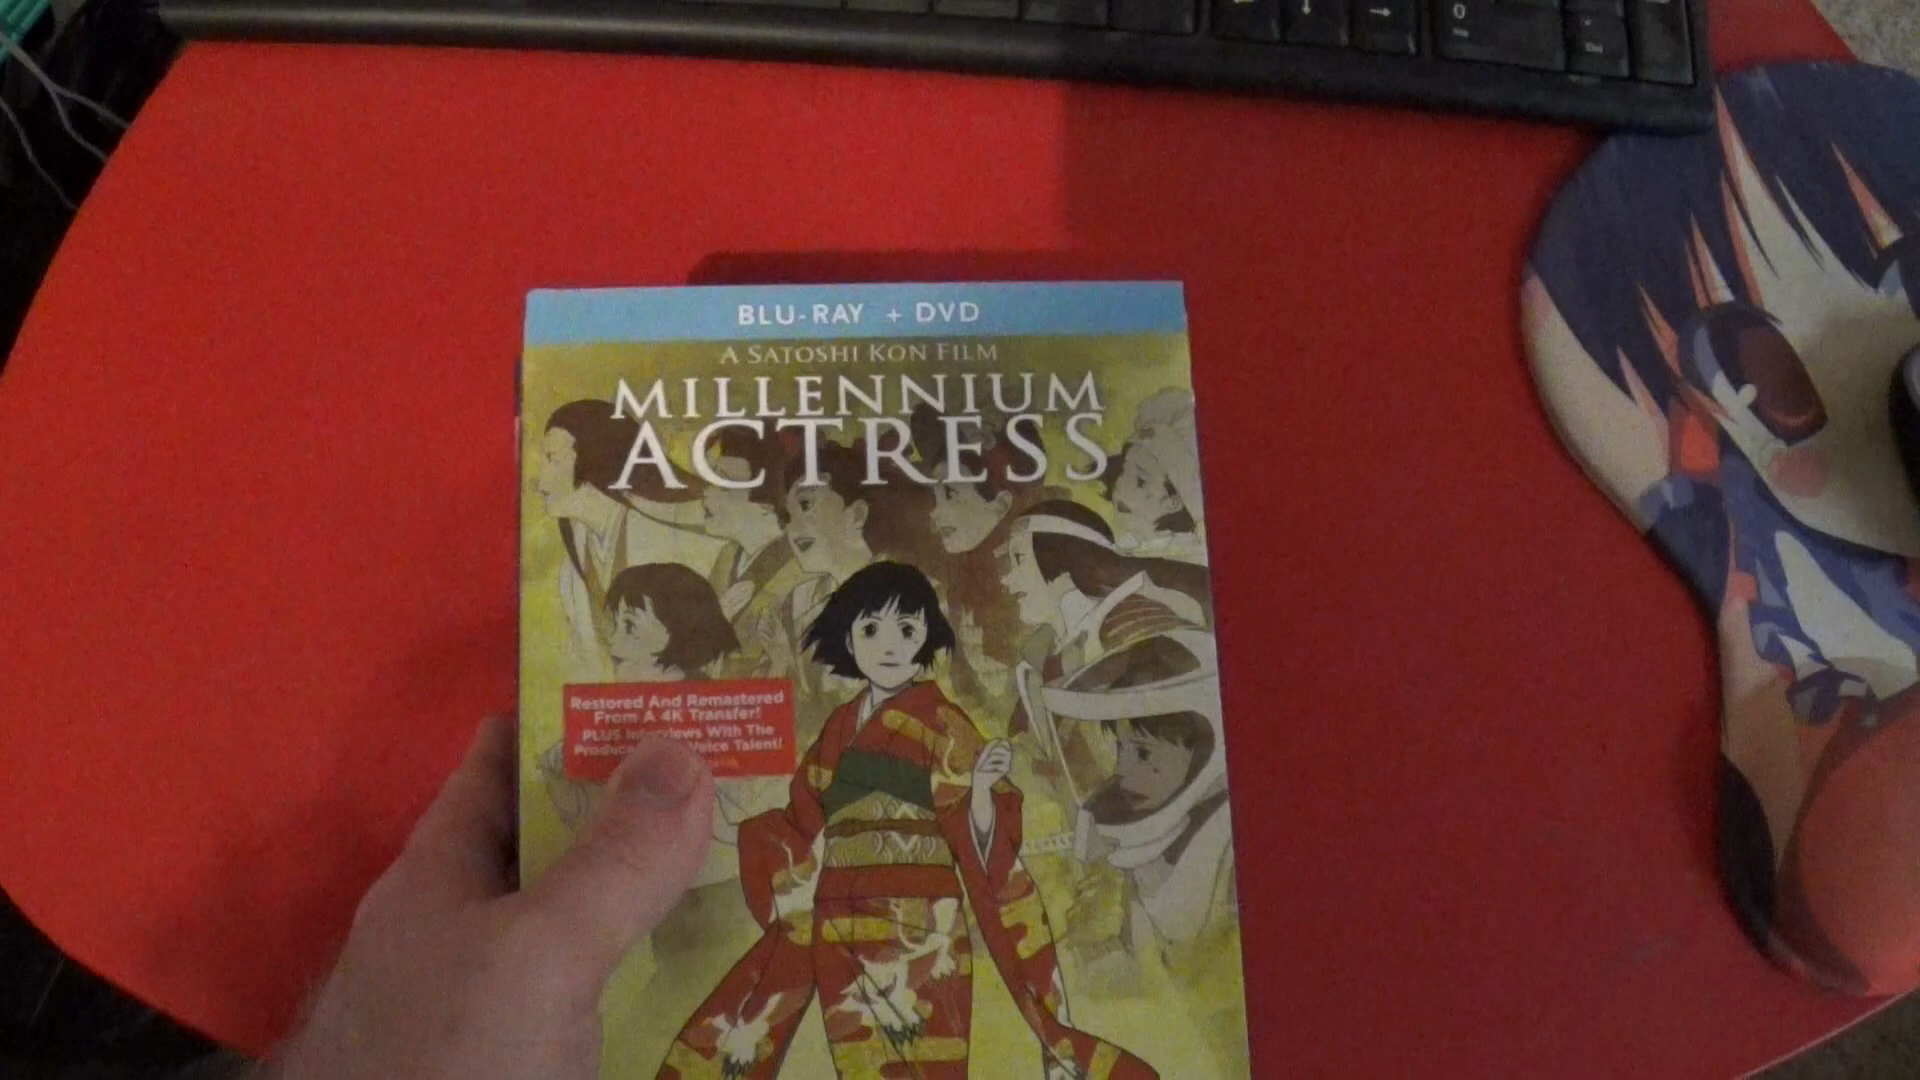 0
BLU-RAY + DVD
A SATOSHI KON FILM
MILLENNIUM
ACTRESS
Restored And Remastered
From A 4K Transfer!
PLUS Interviews With The
Voice Talent!